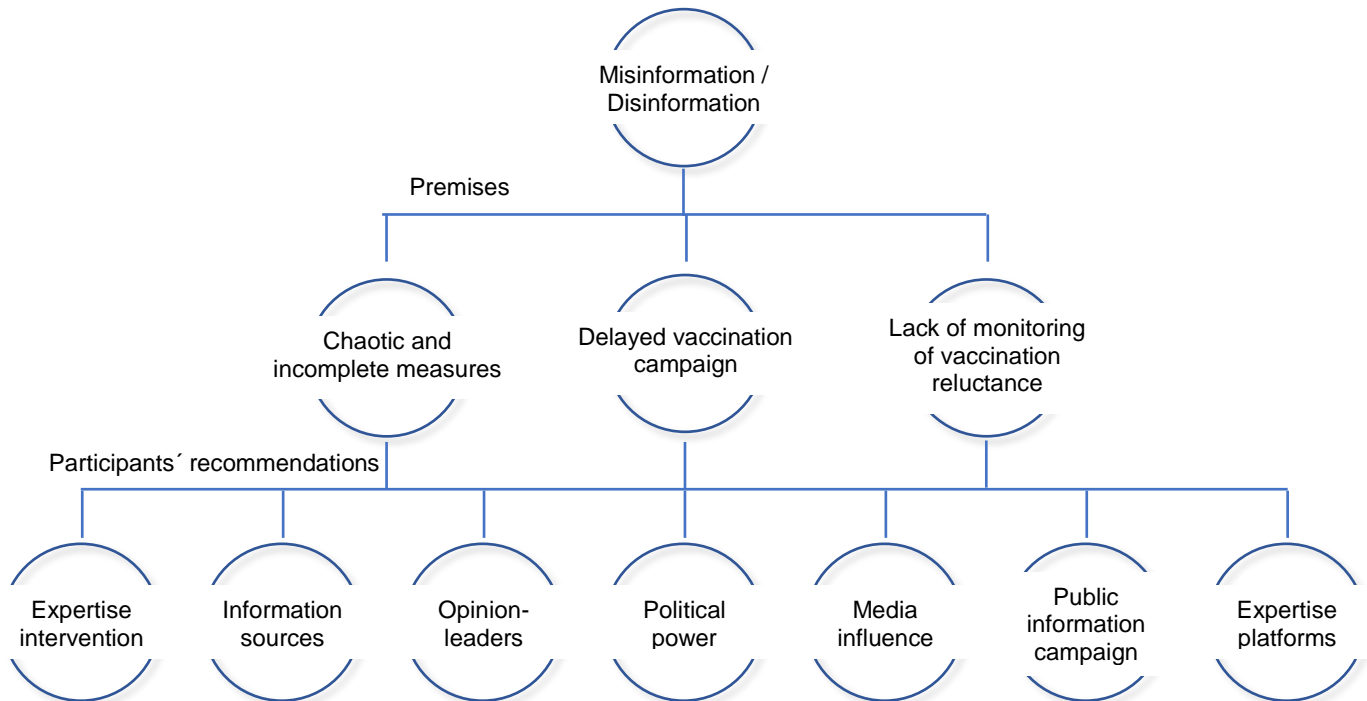 Misinformation /
Disinformation
Premises
Chaotic and
incomplete measures
Delayed vaccination
campaign
Lack of monitoring
of vaccination
reluctance
Participants´ recommendations
Expertise
intervention
Information
sources
Opinion-
leaders
Political
power
Media
influence
Public
information
campaign
Expertise
platforms